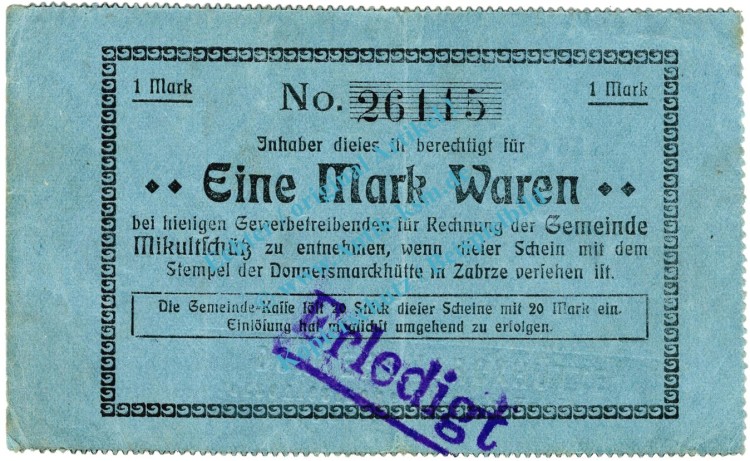 1 Mark No. 26115 1 Mark
Inhaber dieses ist berechtigt für
Eine Mark Waren
bei hiesigen Gewerbetreibenden für Rechnung der Gemeinde
Mikultschütz zu entnehmen, wenn dieser Schein mit dem
Stempel der Donnersmarckhütte in Zabrze versehen ist.
Die Gemeinde-Kasse löst 20 Stück dieser Scheine mit 20 Mark ein.
Einlösung hat möglichst umgehend zu erfolgen.
Erledigt